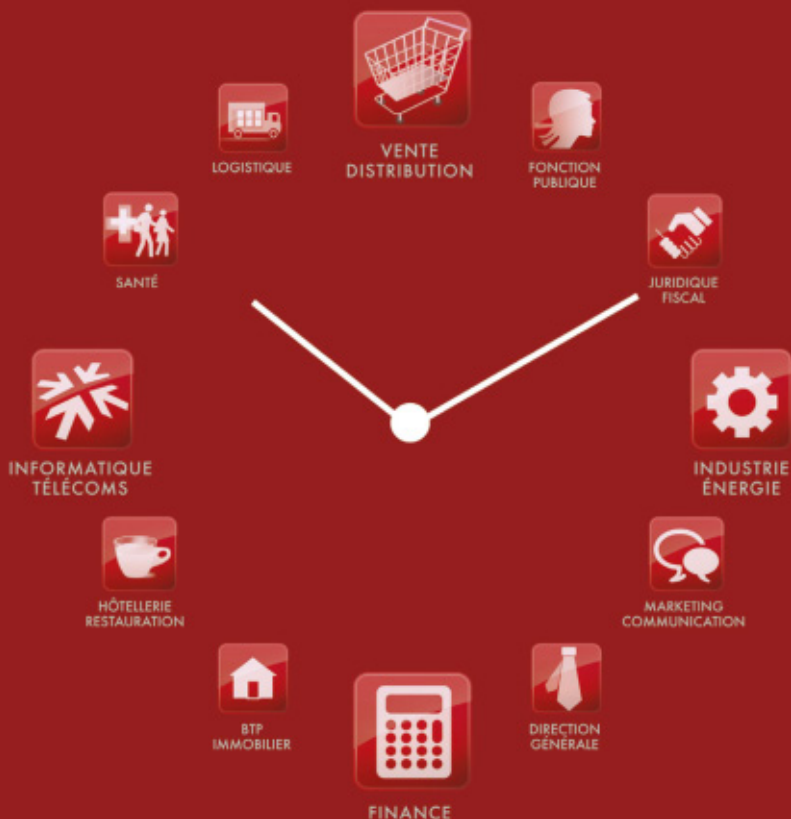 VENTE
DISTRIBUTION
LOGISTIQUE
FONCTION
PUBLIQUE
SANTÉ
JURIDIQUE
FISCAL
INFORMATIQUE
TÉLÉCOMS
INDUSTRIE
ÉNERGIE
HÔTELLERIE
RESTAURATION
MARKETING
COMMUNICATION
BTP
IMMOBILIER
DIRECTION
GÉNÉRALE
FINANCE